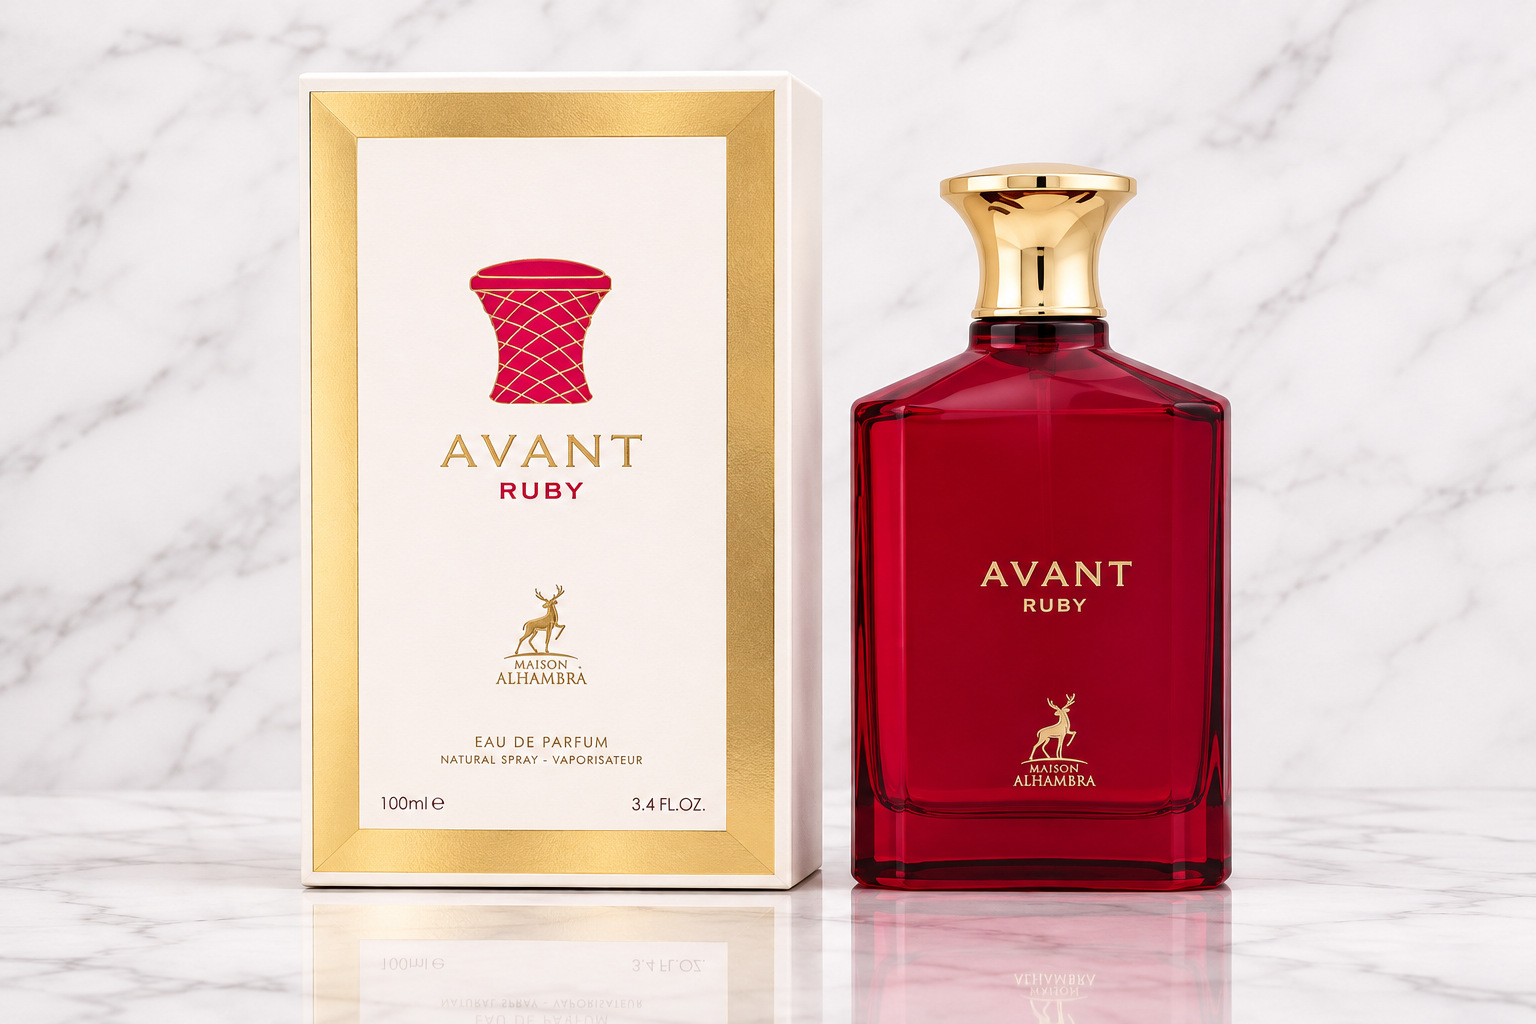 AVANT
RUBY
MAISON
ALHAMBRA
EAU DE PARFUM
NATURAL SPRAY - VAPORISATEUR
100ml ℮
3.4 FL.OZ.
AVANT
RUBY
MAISON
ALHAMBRA